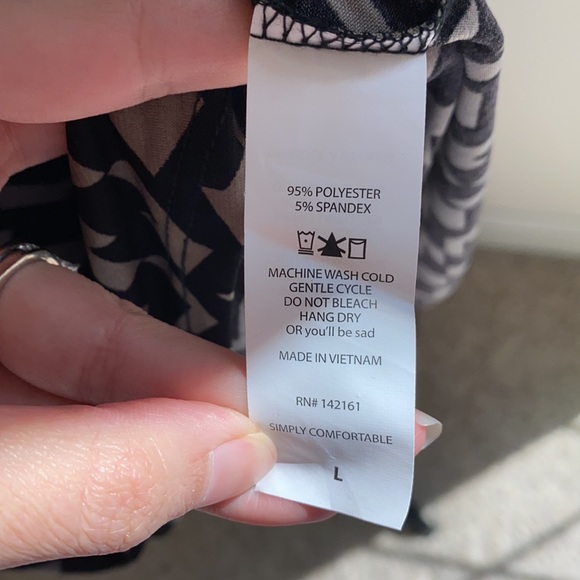 95% POLYESTER
5% SPANDEX
MACHINE WASH COLD
GENTLE CYCLE
DO NOT BLEACH
HANG DRY
OR you'll be sad
MADE IN VIETNAM
RN# 142161
SIMPLY COMFORTABLE
L